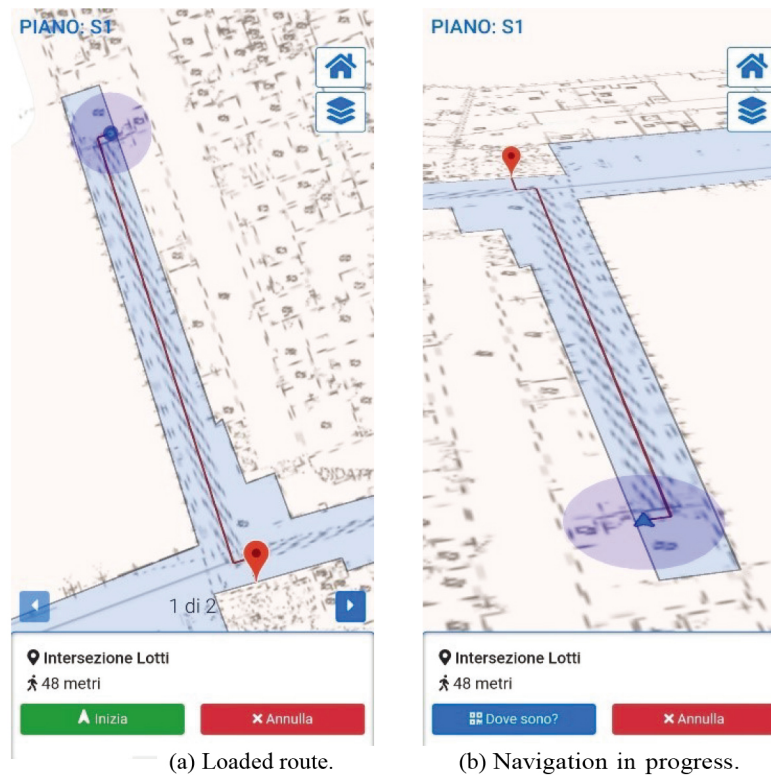 PIANO: S1
1 di 2
Intersezione Lotti
48 metri
Inizia
Annulla
(a) Loaded route.
PIANO: S1
Intersezione Lotti
48 metri
Dove sono?
Annulla
(b) Navigation in progress.